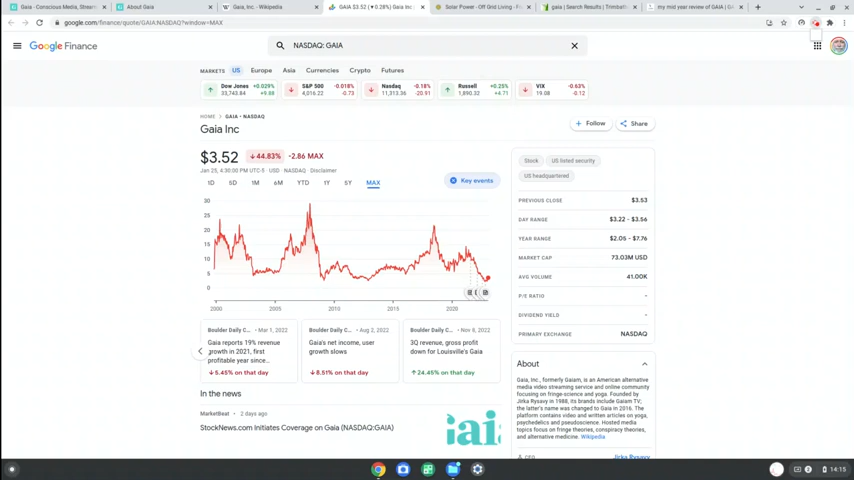 Gaia - Conscious Media, Stream
About Gaia
Gaia, Inc. - Wikipedia
GAIA $3.52 (▼0.28%) Gaia Inc
Solar Power - Off Grid Living
gaia | Search Results | Trimbat
my mid year review of GAIA | G
google.com/finance/quote/GAIA:NASDAQ?window=MAX
Google Finance
NASDAQ: GAIA
MARKETS US Europe Asia Currencies Crypto Futures
Dow Jones +0.029%
33,743.84 +9.88
S&P 500 -0.018%
4,016.22 -0.73
Nasdaq -0.18%
11,313.36 -20.91
Russell +0.25%
1,890.32 +4.71
VIX -0.63%
19.08 -0.12
HOME GAIA • NASDAQ
Gaia Inc
+ Follow
Share
$3.52 ↓44.83% -2.86 MAX
Jan 25, 4:30:00 PM UTC-5 · USD · NASDAQ · Disclaimer
1D 5D 1M 6M YTD 1Y 5Y MAX
Key events
30
25
20
15
10
5
0
2000 2005 2010 2015 2020
Boulder Daily C... • Mar 1, 2022
Gaia reports 19% revenue
growth in 2021, first
profitable year since...
↓5.45% on that day
Boulder Daily C... • Aug 2, 2022
Gaia's net income, user
growth slows
↓8.51% on that day
Boulder Daily C... • Nov 8, 2022
3Q revenue, gross profit
down for Louisville's Gaia
↑24.45% on that day
In the news
MarketBeat • 2 days ago
StockNews.com Initiates Coverage on Gaia (NASDAQ:GAIA)
Stock US listed security
US headquartered
PREVIOUS CLOSE $3.53
DAY RANGE $3.22 - $3.56
YEAR RANGE $2.05 - $7.76
MARKET CAP 73.03M USD
AVG VOLUME 41.00K
P/E RATIO -
DIVIDEND YIELD -
PRIMARY EXCHANGE NASDAQ
About
Gaia, Inc., formerly Gaiam, is an American alternative
media video streaming service and online community
focusing on fringe-science and yoga. Founded by
Jirka Rysavy in 1988, its brands include Gaiam TV;
the latter's name was changed to Gaia in 2016. The
platform contains video and written articles on yoga,
psychedelics and pseudoscience. Hosted media
topics focus on fringe theories, conspiracy theories,
and alternative medicine. Wikipedia
CEO Jirka Rysavy
14:15